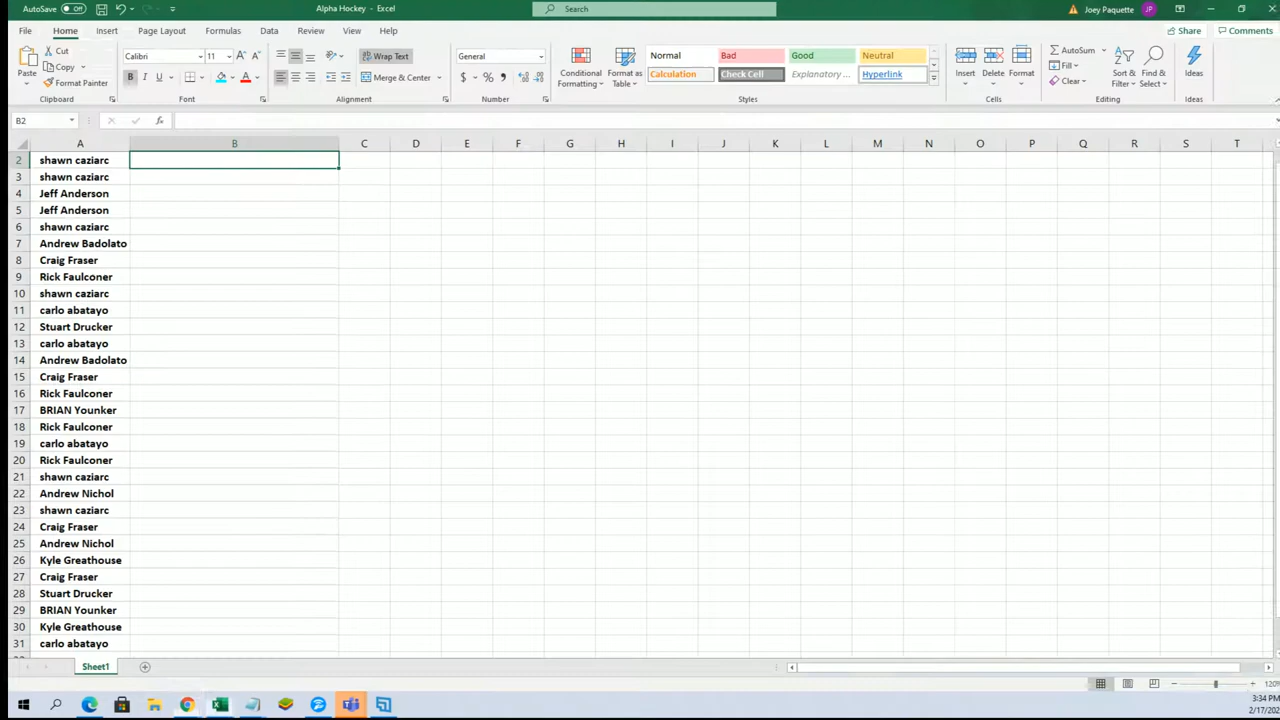 AutoSave Off Alpha Hockey - Excel Search Joey Paquette JP
File Home Insert Page Layout Formulas Data Review View Help Share Comments
Paste Cut Copy Format Painter Clipboard
Calibri 11 B I U A A Font
Wrap Text Merge & Center Alignment
General $ % Number
Conditional Formatting Format as Table
Normal Bad Good Neutral
Calculation Check Cell Explanatory ... Hyperlink
Styles
Insert Delete Format Cells
AutoSum Fill Clear Sort & Filter Find & Select Editing
Ideas Ideas
B2 fx
A B C D E F G H I J K L M N O P Q R S T
2 shawn caziarc
3 shawn caziarc
4 Jeff Anderson
5 Jeff Anderson
6 shawn caziarc
7 Andrew Badolato
8 Craig Fraser
9 Rick Faulconer
10 shawn caziarc
11 carlo abatayo
12 Stuart Drucker
13 carlo abatayo
14 Andrew Badolato
15 Craig Fraser
16 Rick Faulconer
17 BRIAN Younker
18 Rick Faulconer
19 carlo abatayo
20 Rick Faulconer
21 shawn caziarc
22 Andrew Nichol
23 shawn caziarc
24 Craig Fraser
25 Andrew Nichol
26 Kyle Greathouse
27 Craig Fraser
28 Stuart Drucker
29 BRIAN Younker
30 Kyle Greathouse
31 carlo abatayo
Sheet1
120%
3:34 PM
2/17/202